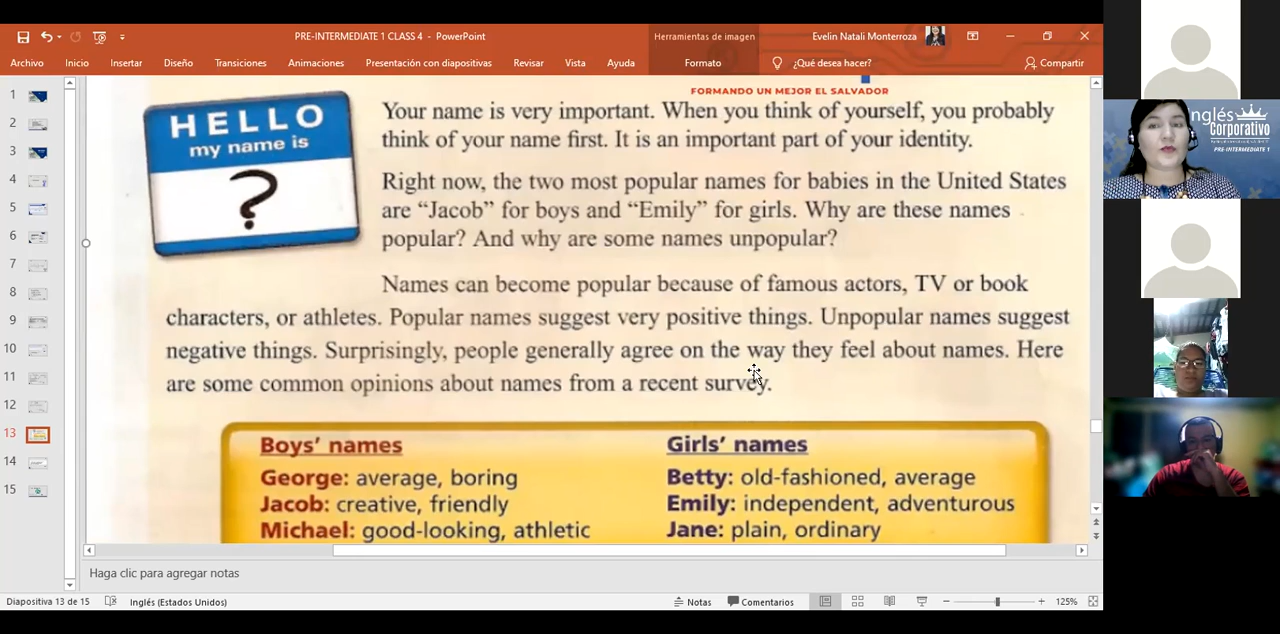 PRE-INTERMEDIATE 1 CLASS 4 - PowerPoint
Herramientas de imagen
Evelin Natali Monterroza
Archivo Inicio Insertar Diseño Transiciones Animaciones Presentación con diapositivas Revisar Vista Ayuda Formato ¿Qué desea hacer? Compartir
FORMANDO UN MEJOR EL SALVADOR
HELLO
my name is
?
Your name is very important. When you think of yourself, you probably
think of your name first. It is an important part of your identity.
Right now, the two most popular names for babies in the United States
are “Jacob” for boys and “Emily” for girls. Why are these names
popular? And why are some names unpopular?
Names can become popular because of famous actors, TV or book
characters, or athletes. Popular names suggest very positive things. Unpopular names suggest
negative things. Surprisingly, people generally agree on the way they feel about names. Here
are some common opinions about names from a recent survey.
Boys’ names
George: average, boring
Jacob: creative, friendly
Michael: good-looking, athletic
Girls’ names
Betty: old-fashioned, average
Emily: independent, adventurous
Jane: plain, ordinary
1
2
3
4
5
6
7
8
9
10
11
12
13
14
15
Haga clic para agregar notas
Diapositiva 13 de 15 Inglés (Estados Unidos) Notas Comentarios 125%
Inglés
Corporativo
PRE-INTERMEDIATE 1